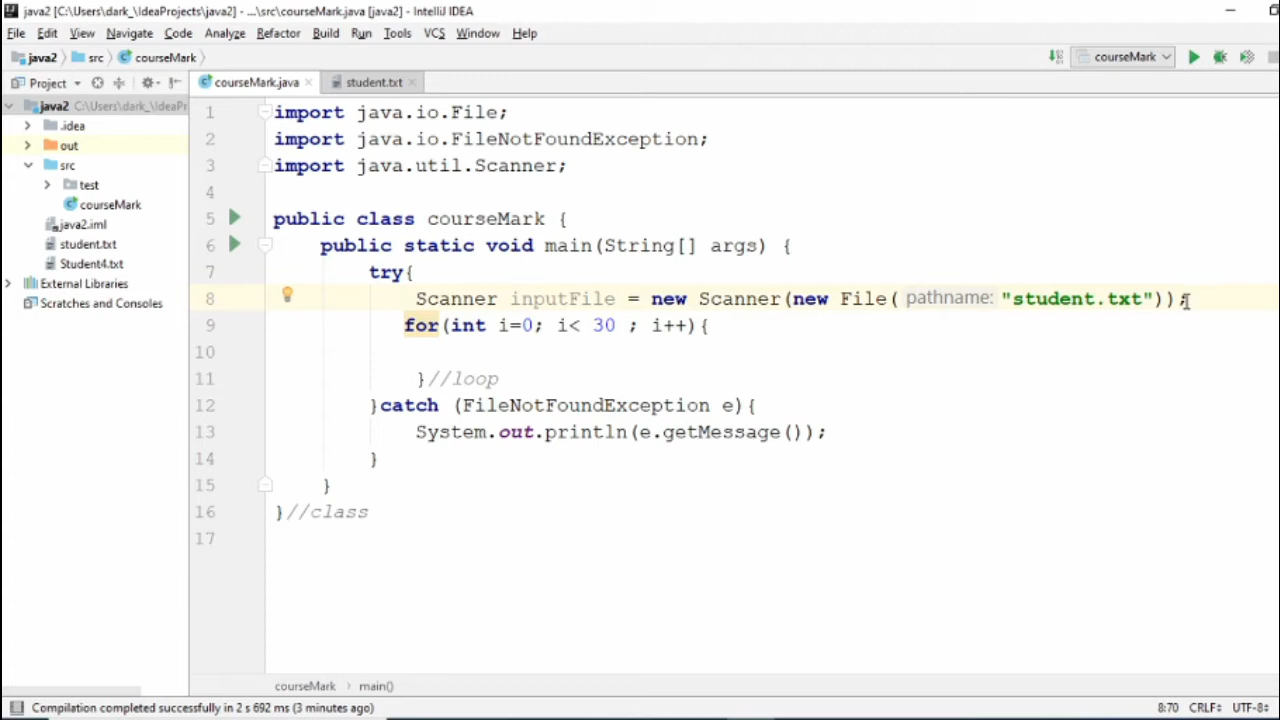 java2 [C:\Users\dark_\IdeaProjects\java2] - ...\src\courseMark.java [java2] - IntelliJ IDEA
File Edit View Navigate Code Analyze Refactor Build Run Tools VCS Window Help
java2 src courseMark
courseMark
Project
courseMark.java
student.txt
java2 C:\Users\dark_\IdeaPr
.idea
out
src
test
courseMark
java2.iml
student.txt
Student4.txt
External Libraries
Scratches and Consoles
1 import java.io.File;
2 import java.io.FileNotFoundException;
3 import java.util.Scanner;
4
5 public class courseMark {
6 public static void main(String[] args) {
7 try{
8 Scanner inputFile = new Scanner(new File( pathname: "student.txt"));
9 for(int i=0; i< 30 ; i++){
10
11 }//loop
12 }catch (FileNotFoundException e){
13 System.out.println(e.getMessage());
14 }
15 }
16 }//class
17
courseMark > main()
Compilation completed successfully in 2 s 692 ms (3 minutes ago) 8:70 CRLF UTF-8